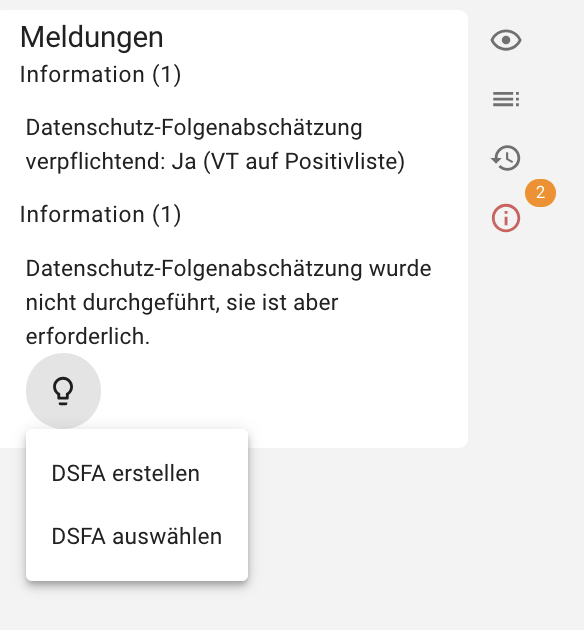 Meldungen
Information (1)
Datenschutz-Folgenabschätzung
verpflichtend: Ja (VT auf Positivliste)
2
Information (1)
Datenschutz-Folgenabschätzung wurde
nicht durchgeführt, sie ist aber
erforderlich.
DSFA erstellen
DSFA auswählen